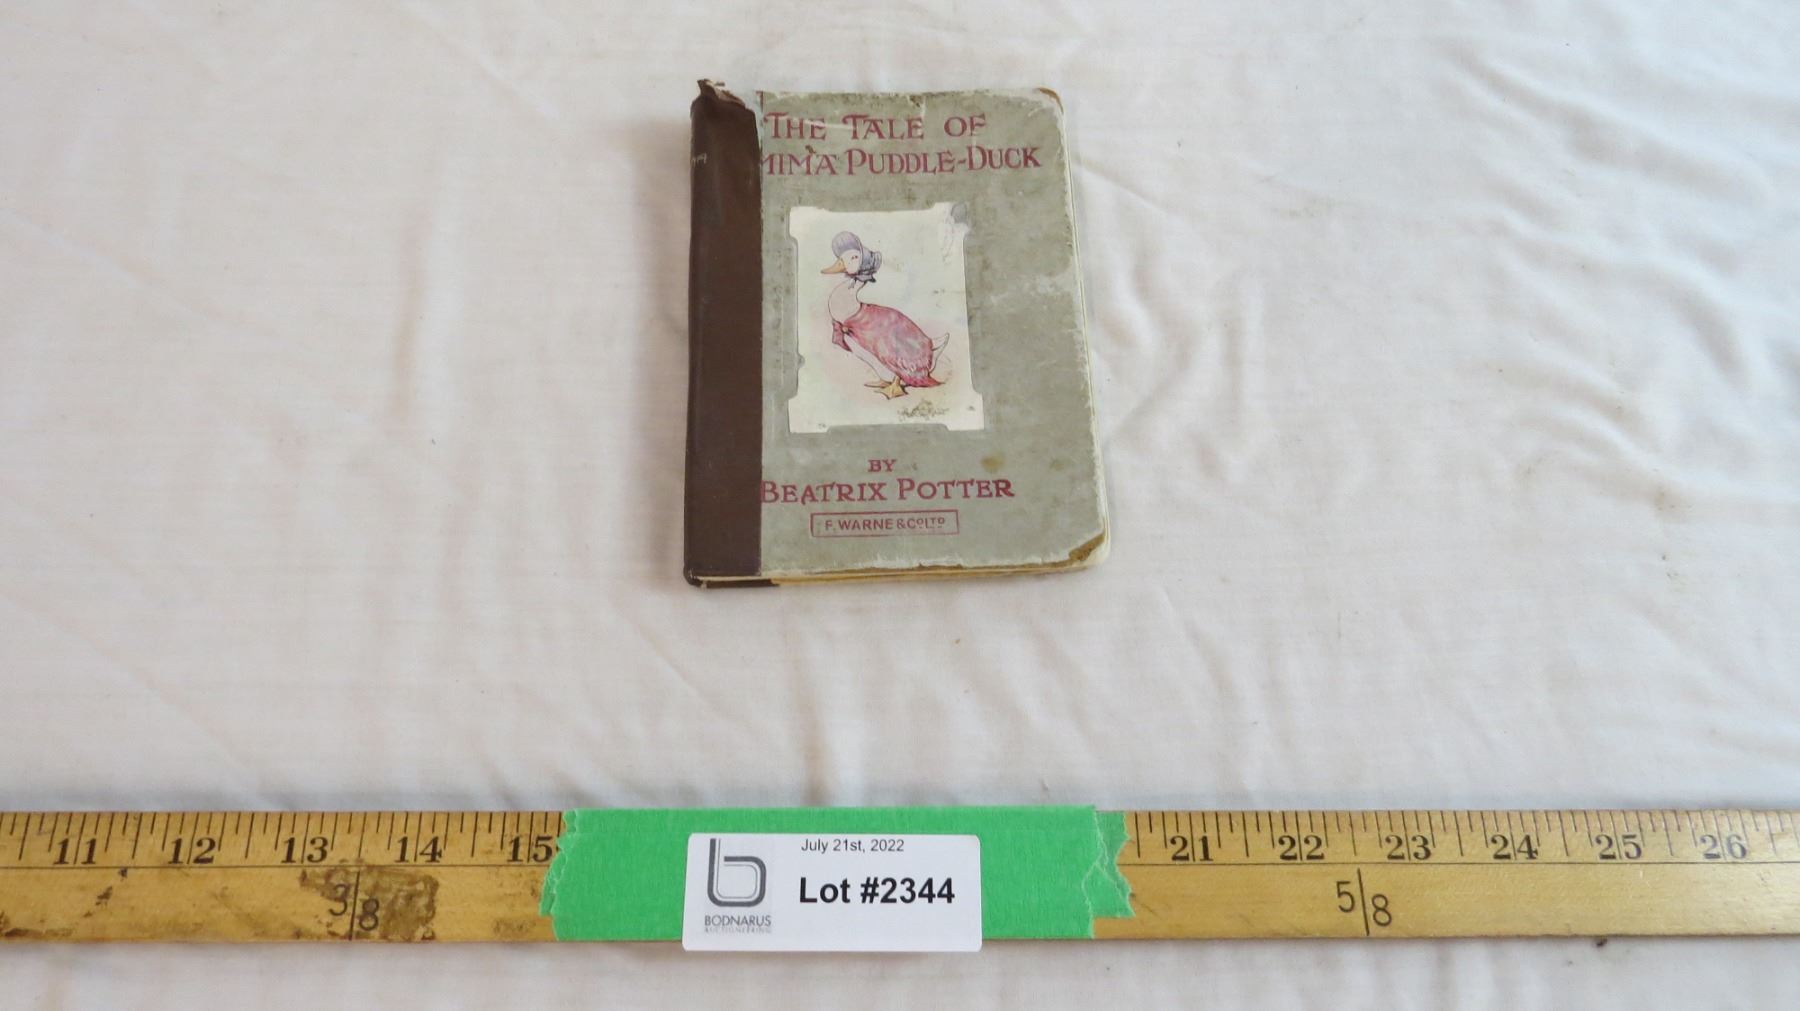 THE TALE OF
MIMA PUDDLE-DUCK
BY
BEATRIX POTTER
F. WARNE & CO LTD
11 12 13 14 15 21 22 23 24 25 26
3/8 5/8
July 21st, 2022
Lot #2344
BODNARUS
AUCTIONEERING